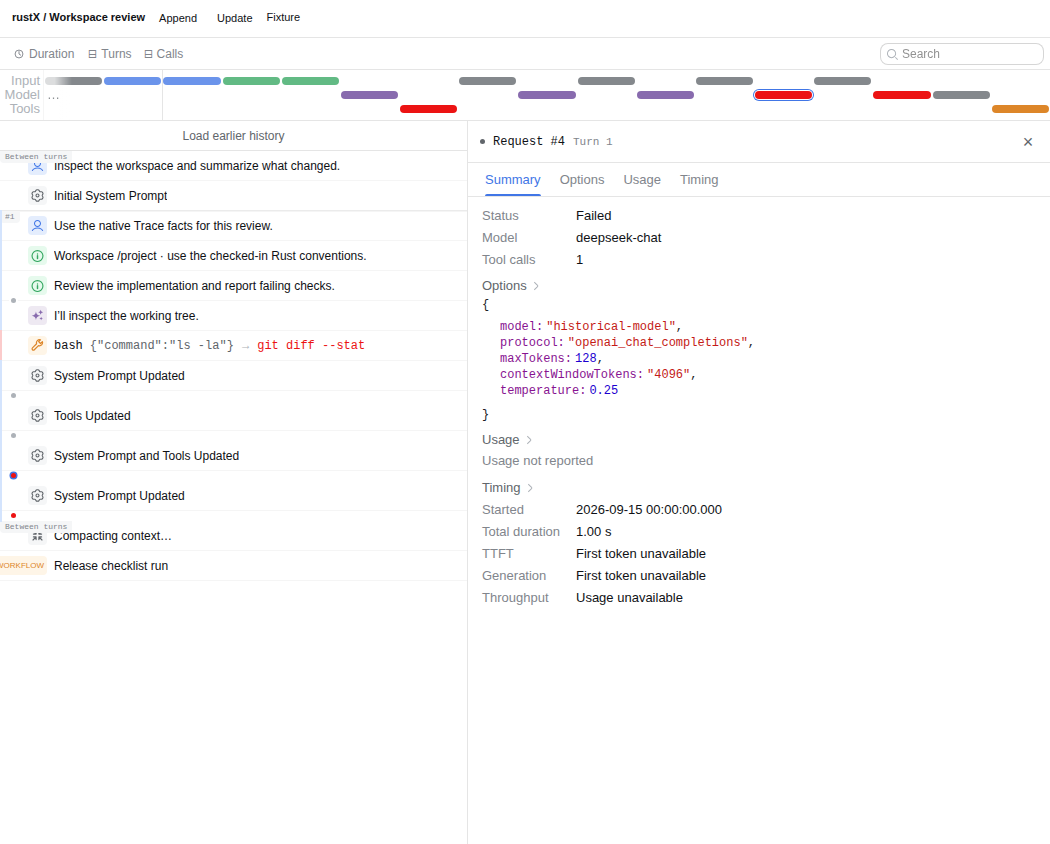 rustX / Workspace review Append Update Fixture
Duration Turns Calls Search
Input
Model ...
Tools
Load earlier history
Between turns
Inspect the workspace and summarize what changed.
Initial System Prompt
#1
Use the native Trace facts for this review.
Workspace /project · use the checked-in Rust conventions.
Review the implementation and report failing checks.
I'll inspect the working tree.
bash {"command":"ls -la"} → git diff --stat
System Prompt Updated
Tools Updated
System Prompt and Tools Updated
System Prompt Updated
Between turns
Compacting context…
WORKFLOW Release checklist run
Request #4 Turn 1 ×
Summary Options Usage Timing
Status Failed
Model deepseek-chat
Tool calls 1
Options
{
model: "historical-model",
protocol: "openai_chat_completions",
maxTokens: 128,
contextWindowTokens: "4096",
temperature: 0.25
}
Usage
Usage not reported
Timing
Started 2026-09-15 00:00:00.000
Total duration 1.00 s
TTFT First token unavailable
Generation First token unavailable
Throughput Usage unavailable